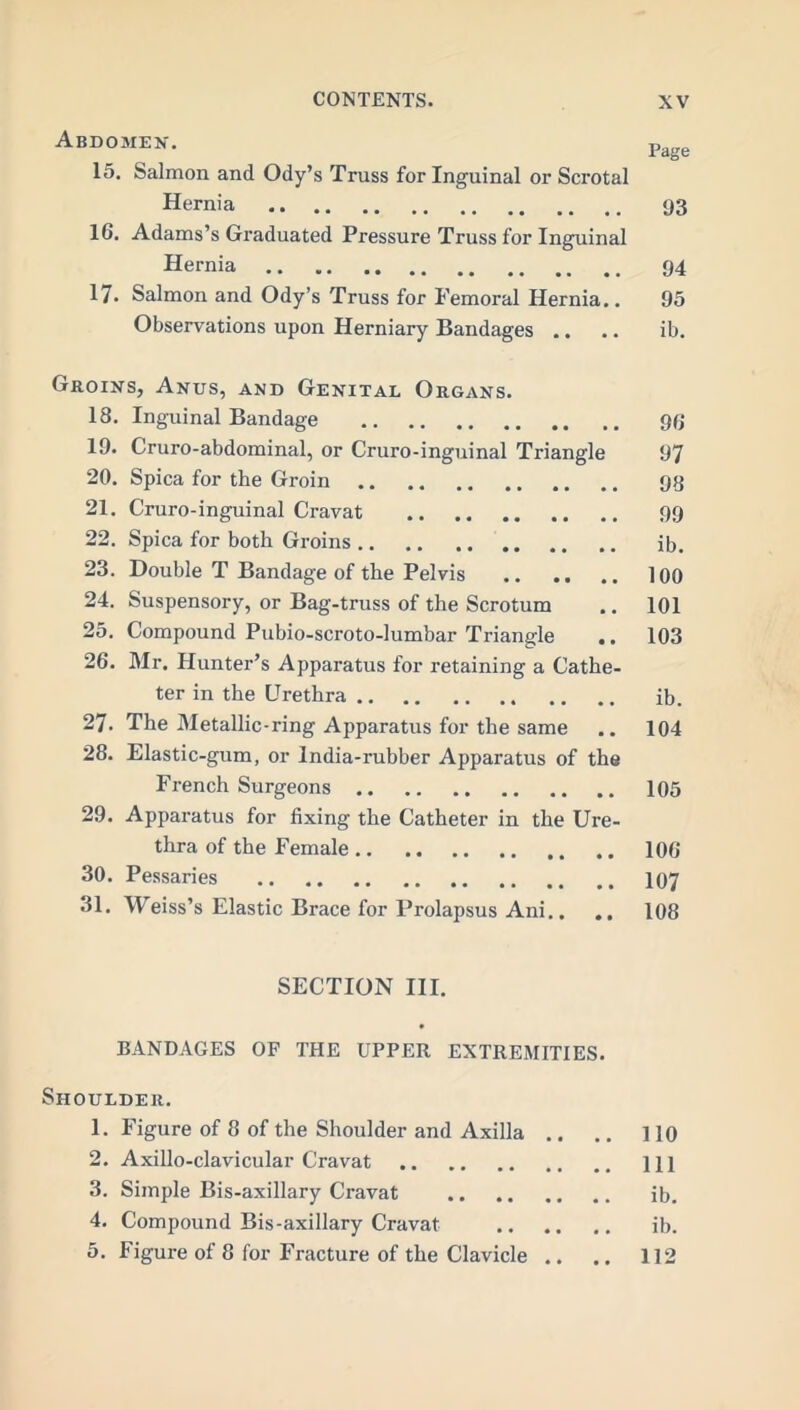 CONTENTS. XV
ABDOMEN.
Page
15. Salmon and Ody's Truss for Inguinal or Scrotal
Hernia .. .. .. .. .. .. .. .. 93
16. Adams's Graduated Pressure Truss for Inguinal
Hernia .. .. .. .. .. .. .. .. 94
17. Salmon and Ody's Truss for Femoral Hernia.. 95
Observations upon Herniary Bandages .. .. ib.
GROINS, ANUS, AND GENITAL ORGANS.
18. Inguinal Bandage .. .. .. .. .. .. 96
19. Cruro-abdominal, or Cruro-inguinal Triangle 97
20. Spica for the Groin .. .. .. .. .. .. 98
21. Cruro-inguinal Cravat .. .. .. .. .. 99
22. Spica for both Groins .. .. .. .. .. .. ib.
23. Double T Bandage of the Pelvis .. .. .. 100
24. Suspensory, or Bag-truss of the Scrotum .. 101
25. Compound Pubio-scroto-lumbar Triangle .. 103
26. Mr. Hunter's Apparatus for retaining a Cathe-
ter in the Urethra .. .. .. .. .. .. ib.
27. The Metallic-ring Apparatus for the same .. 104
28. Elastic-gum, or India-rubber Apparatus of the
French Surgeons .. .. .. .. .. .. 105
29. Apparatus for fixing the Catheter in the Ure-
thra of the Female .. .. .. .. .. .. 106
30. Pessaries .. .. .. .. .. .. .. .. 107
31. Weiss's Elastic Brace for Prolapsus Ani.. .. 108
SECTION III.
BANDAGES OF THE UPPER EXTREMITIES.
SHOULDER.
1. Figure of 8 of the Shoulder and Axilla .. .. 110
2. Axillo-clavicular Cravat .. .. .. .. .. 111
3. Simple Bis-axillary Cravat .. .. .. .. ib.
4. Compound Bis-axillary Cravat .. .. .. ib.
5. Figure of 8 for Fracture of the Clavicle .. .. 112